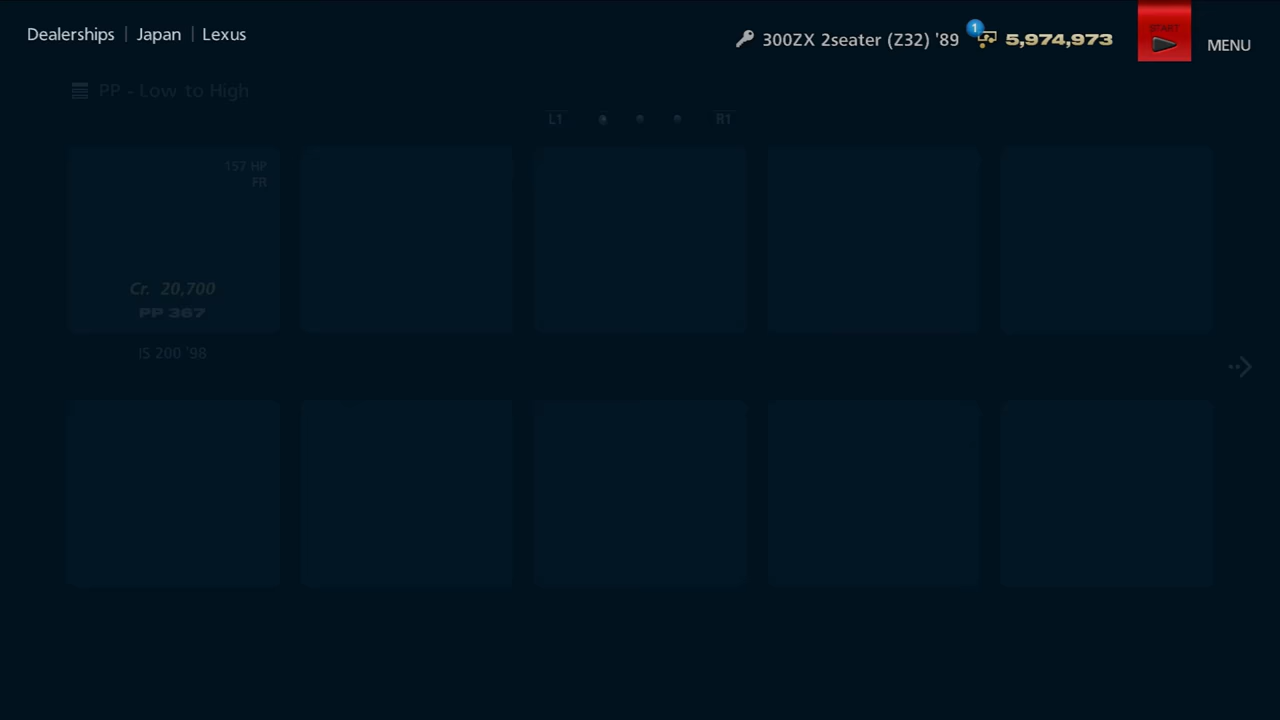 Dealerships | Japan | Lexus
300ZX 2seater (Z32) '89
1
5,974,973
START
MENU
PP - Low to High
L1
R1
157 HP
FR
Cr. 20,700
PP 367
IS 200 '98